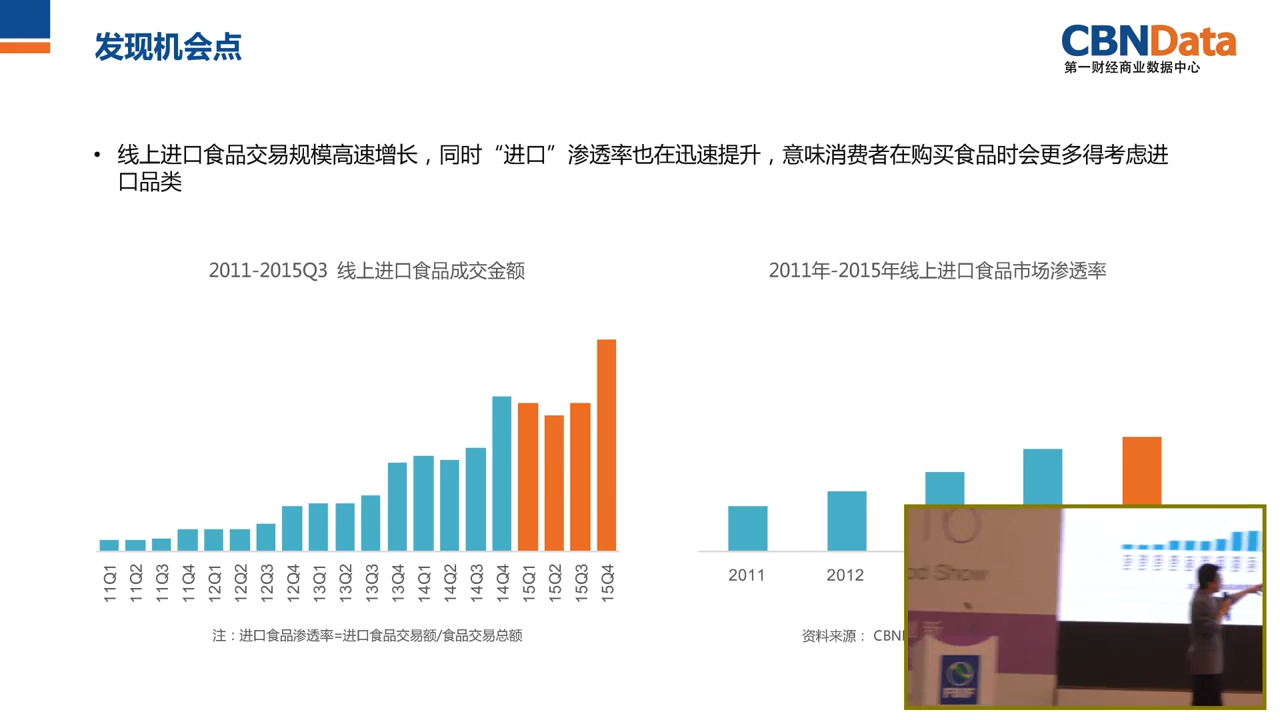 发现机会点
CBNData
第一财经商业数据中心
• 线上进口食品交易规模高速增长，同时“进口”渗透率也在迅速提升，意味消费者在购买食品时会更多得考虑进
口品类
2011-2015Q3 线上进口食品成交金额
11Q1 11Q2 11Q3 11Q4 12Q1 12Q2 12Q3 12Q4 13Q1 13Q2 13Q3 13Q4 14Q1 14Q2 14Q3 14Q4 15Q1 15Q2 15Q3 15Q4
注：进口食品渗透率=进口食品交易额/食品交易总额
2011年-2015年线上进口食品市场渗透率
2011 2012
资料来源： CBN
od Show